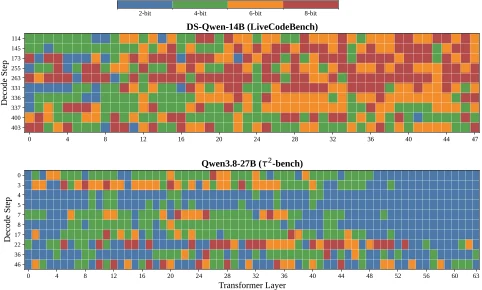 2-bit 4-bit 6-bit 8-bit
DS-Qwen-14B (LiveCodeBench)
Decode Step
114
145
173
255
263
331
336
337
400
403
0 4 8 12 16 20 24 28 32 36 40 44 47
Qwen3.8-27B (τ²-bench)
Decode Step
0
3
4
5
7
8
17
22
36
46
0 4 8 12 16 20 24 28 32 36 40 44 48 52 56 60 63
Transformer Layer